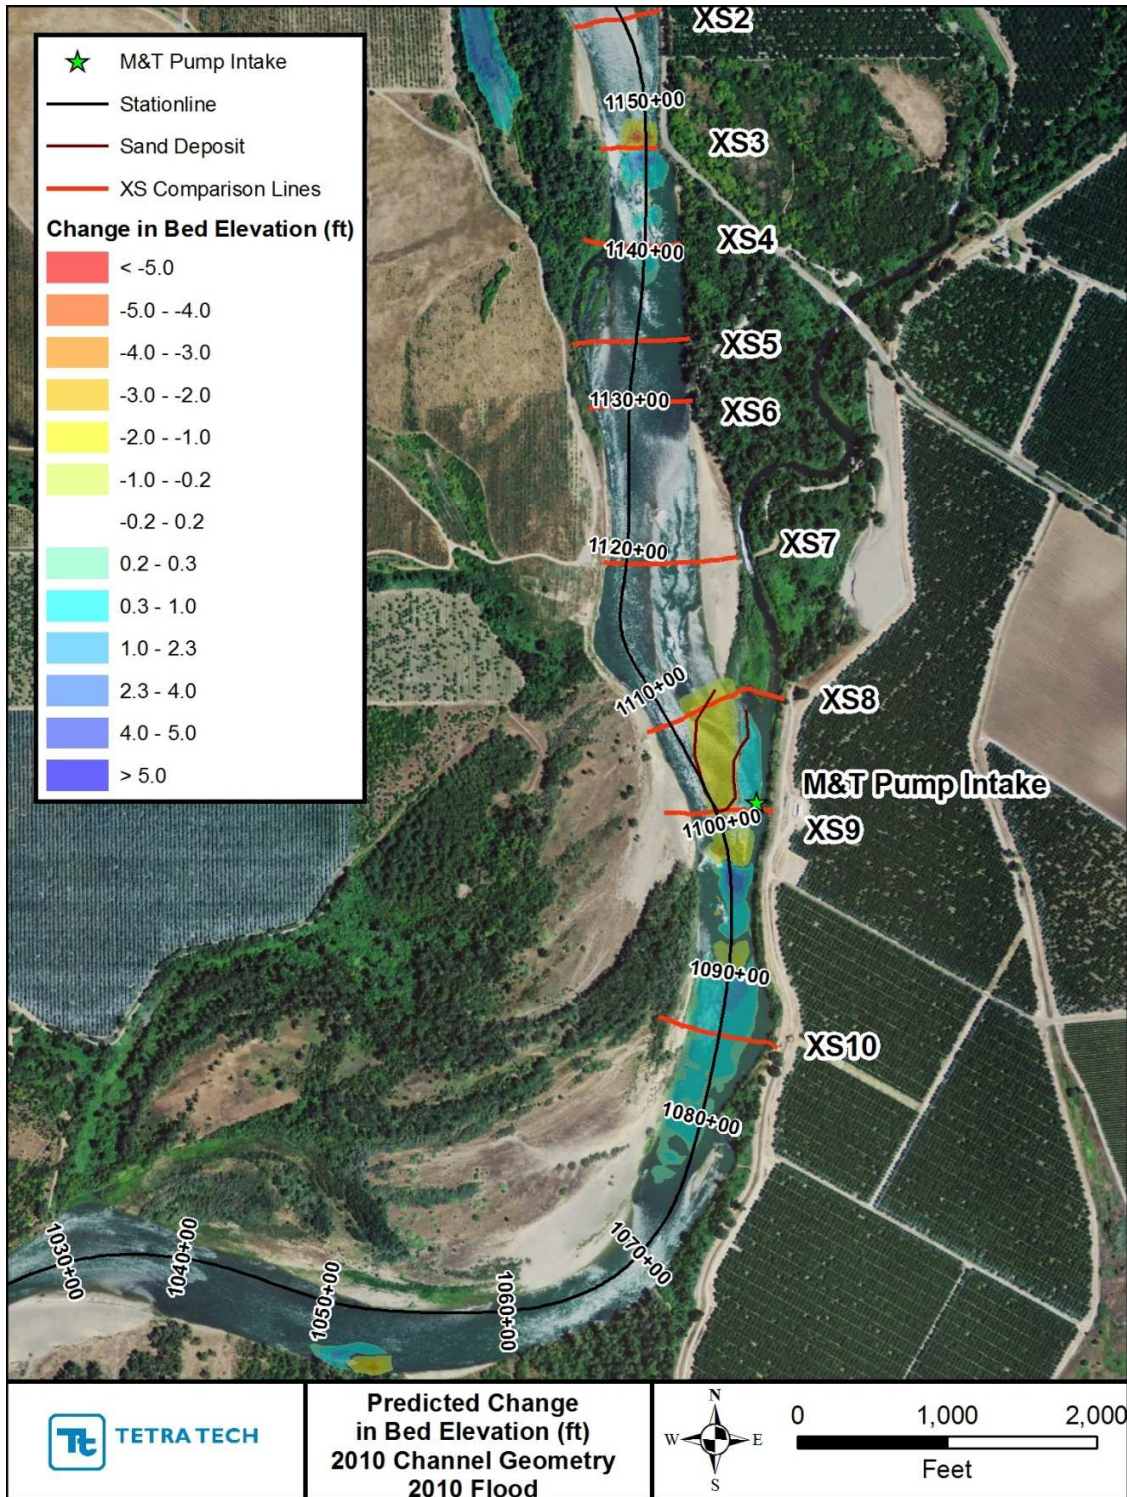 M&T Pump Intake
Stationline
Sand Deposit
XS Comparison Lines
Change in Bed Elevation (ft)
< -5.0
-5.0 - -4.0
-4.0 - -3.0
-3.0 - -2.0
-2.0 - -1.0
-1.0 - -0.2
-0.2 - 0.2
0.2 - 0.3
0.3 - 1.0
1.0 - 2.3
2.3 - 4.0
4.0 - 5.0
> 5.0
XS2
1150+00
XS3
XS4
1140+00
XS5
1130+00
XS6
1120+00
XS7
1110+00
XS8
M&T Pump Intake
1100+00
XS9
1090+00
XS10
1080+00
1070+00
1060+00
1050+00
1040+00
1030+00
Tt TETRA TECH
Predicted Change
in Bed Elevation (ft)
2010 Channel Geometry
2010 Flood
N
W E
S
0 1,000 2,000
Feet